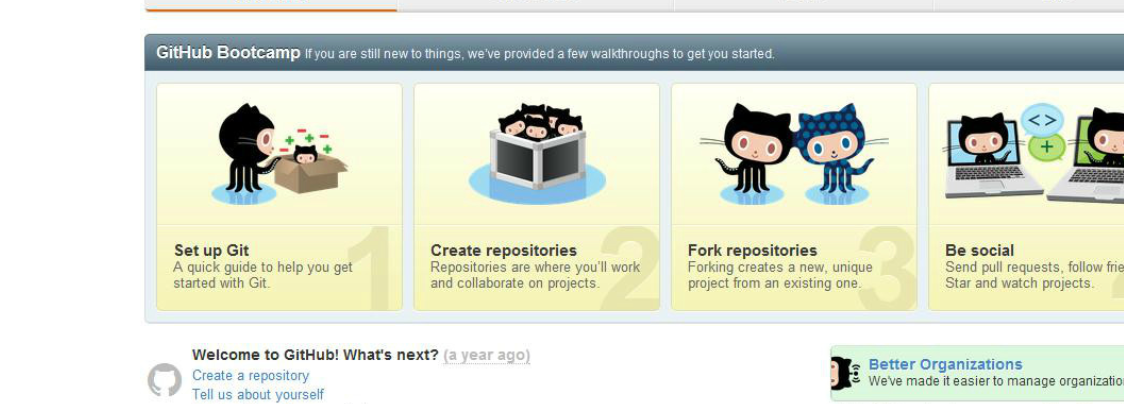 GitHub Bootcamp If you are still new to things, we've provided a few walkthroughs to get you started.
1
Set up Git
A quick guide to help you get
started with Git.
2
Create repositories
Repositories are where you'll work
and collaborate on projects.
3
Fork repositories
Forking creates a new, unique
project from an existing one.
Be social
Send pull requests, follow
Star and watch projects.
Welcome to GitHub! What's next? (a year ago)
Create a repository
Tell us about yourself
Better Organizations
We've made it easier to manage